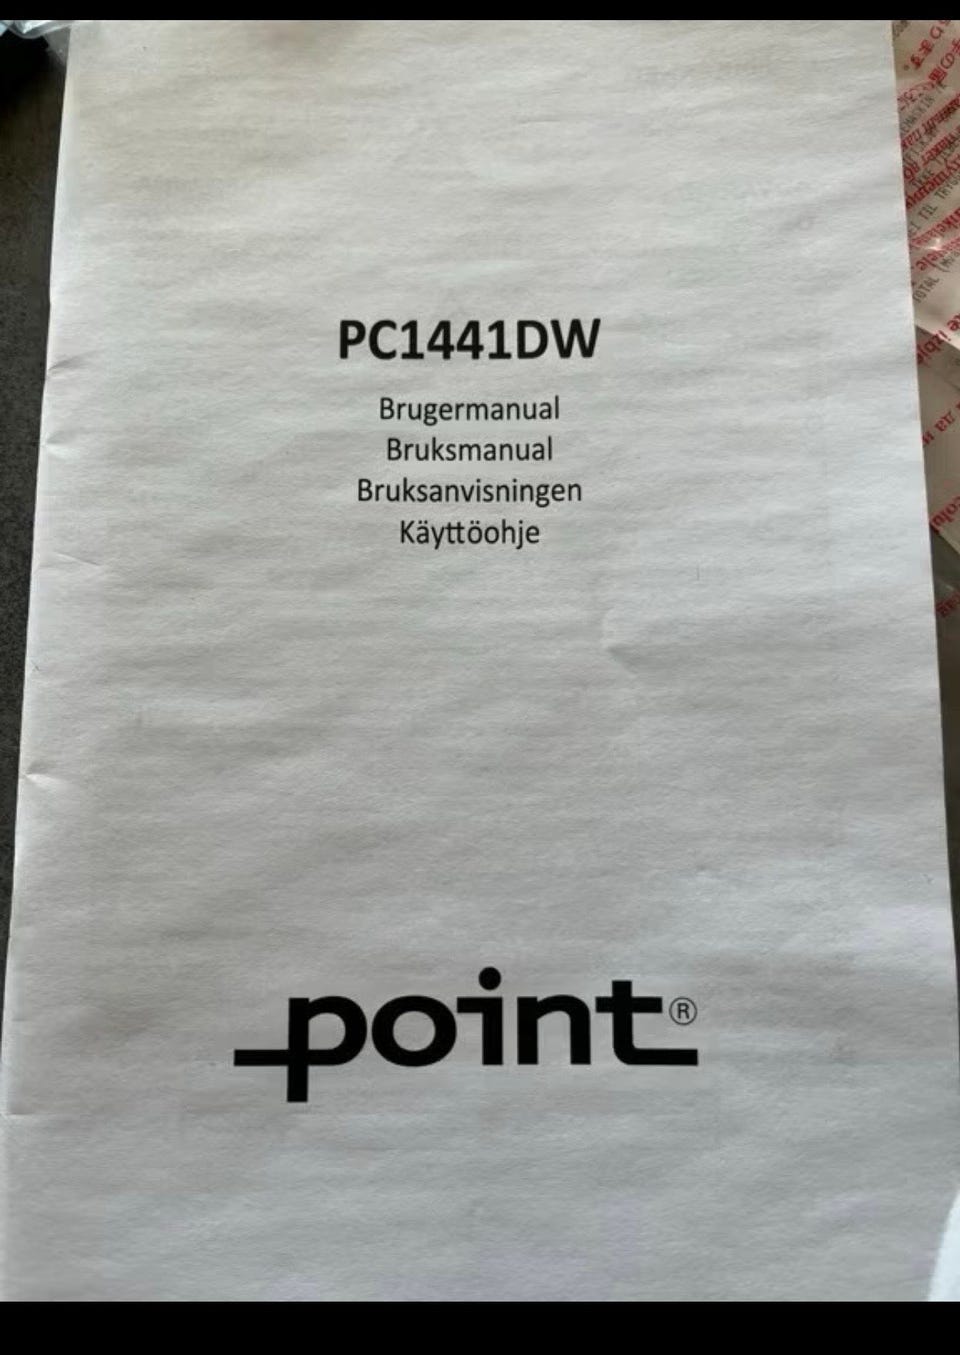 PC1441DW
Brugermanual
Bruksmanual
Bruksanvisningen
Käyttöohje
point®